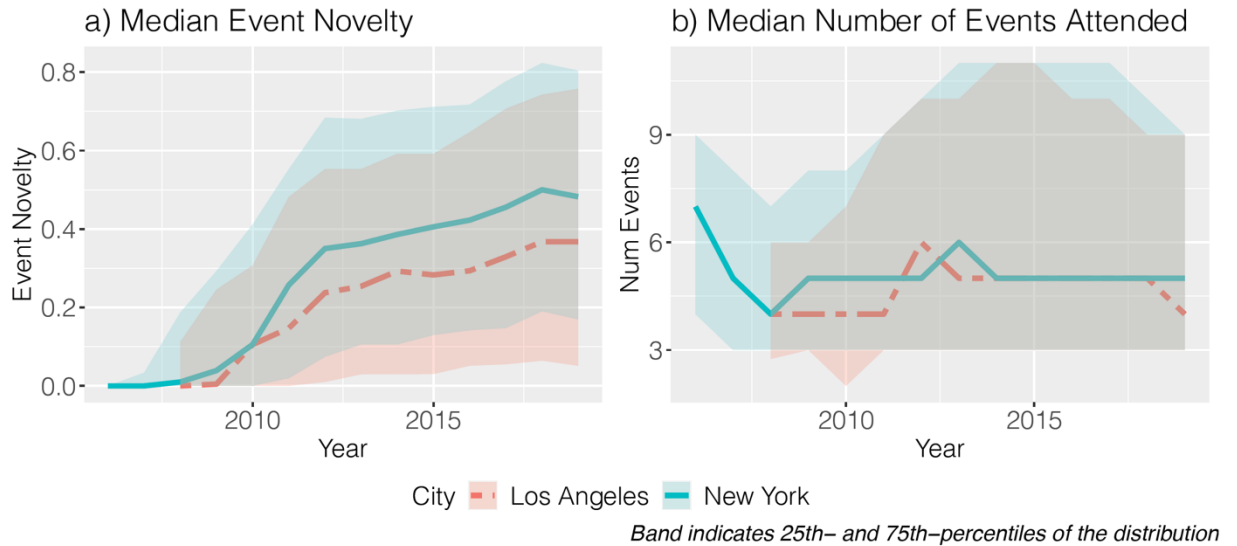 a) Median Event Novelty
0.8
0.6
0.4
0.2
0.0
Event Novelty
2010
2015
Year
b) Median Number of Events Attended
9
6
3
Num Events
2010
2015
Year
City Los Angeles New York
Band indicates 25th− and 75th−percentiles of the distribution